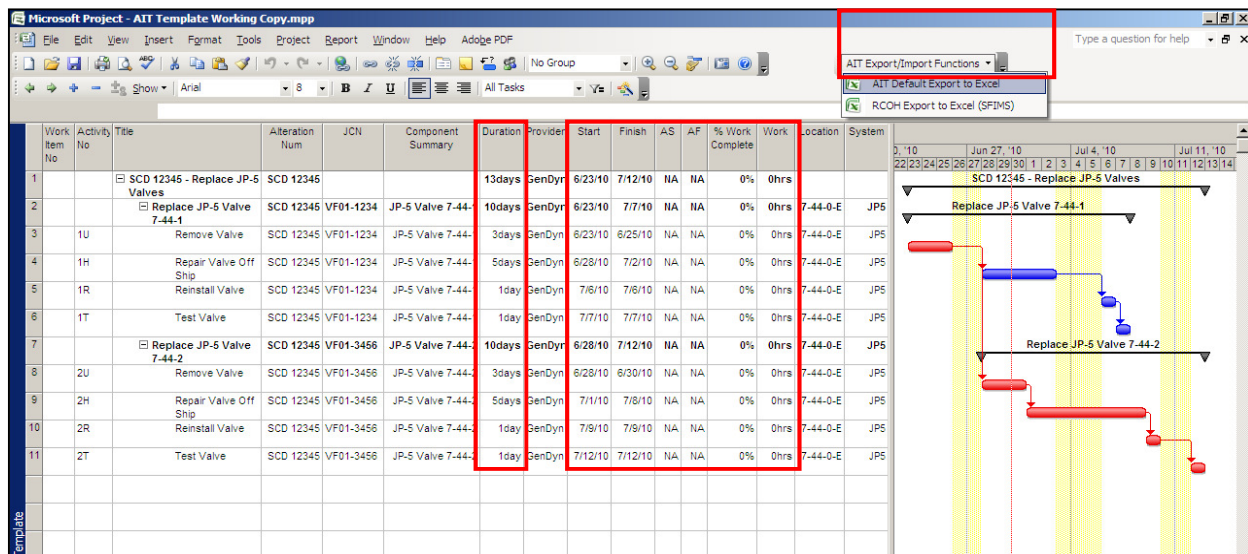 Microsoft Project - AIT Template Working Copy.mpp
File Edit View Insert Format Tools Project Report Window Help Adobe PDF Type a question for help
No Group AIT Export/Import Functions
Show Arial 8 B I U All Tasks AIT Default Export to Excel
RCOH Export to Excel (SFIMS)
Work Item No Activity No Title Alteration Num JCN Component Summary Duration Provider Start Finish AS AF % Work Complete Work Location System
0, '10 Jun 27, '10 Jul 4, '10 Jul 11, '10
22 23 24 25 26 27 28 29 30 1 2 3 4 5 6 7 8 9 10 11 12 13 14
1 SCD 12345 - Replace JP-5 Valves SCD 12345 13days GenDyn 6/23/10 7/12/10 NA NA 0% 0hrs SCD 12345 - Replace JP-5 Valves
2 Replace JP-5 Valve 7-44-1 SCD 12345 VF01-1234 JP-5 Valve 7-44-1 10days GenDyn 6/23/10 7/7/10 NA NA 0% 0hrs 7-44-0-E JP5 Replace JP-5 Valve 7-44-1
3 1U Remove Valve SCD 12345 VF01-1234 JP-5 Valve 7-44- 3days GenDyn 6/23/10 6/25/10 NA NA 0% 0hrs 7-44-0-E JP5
4 1H Repair Valve Off Ship SCD 12345 VF01-1234 JP-5 Valve 7-44- 5days GenDyn 6/28/10 7/2/10 NA NA 0% 0hrs 7-44-0-E JP5
5 1R Reinstall Valve SCD 12345 VF01-1234 JP-5 Valve 7-44- 1day GenDyn 7/6/10 7/6/10 NA NA 0% 0hrs 7-44-0-E JP5
6 1T Test Valve SCD 12345 VF01-1234 JP-5 Valve 7-44- 1day GenDyn 7/7/10 7/7/10 NA NA 0% 0hrs 7-44-0-E JP5
7 Replace JP-5 Valve 7-44-2 SCD 12345 VF01-3456 JP-5 Valve 7-44-2 10days GenDyn 6/28/10 7/12/10 NA NA 0% 0hrs 7-44-0-E JP5 Replace JP-5 Valve 7-44-2
8 2U Remove Valve SCD 12345 VF01-3456 JP-5 Valve 7-44-2 3days GenDyn 6/28/10 6/30/10 NA NA 0% 0hrs 7-44-0-E JP5
9 2H Repair Valve Off Ship SCD 12345 VF01-3456 JP-5 Valve 7-44-2 5days GenDyn 7/1/10 7/8/10 NA NA 0% 0hrs 7-44-0-E JP5
10 2R Reinstall Valve SCD 12345 VF01-3456 JP-5 Valve 7-44-2 1day GenDyn 7/9/10 7/9/10 NA NA 0% 0hrs 7-44-0-E JP5
11 2T Test Valve SCD 12345 VF01-3456 JP-5 Valve 7-44-2 1day GenDyn 7/12/10 7/12/10 NA NA 0% 0hrs 7-44-0-E JP5
Template